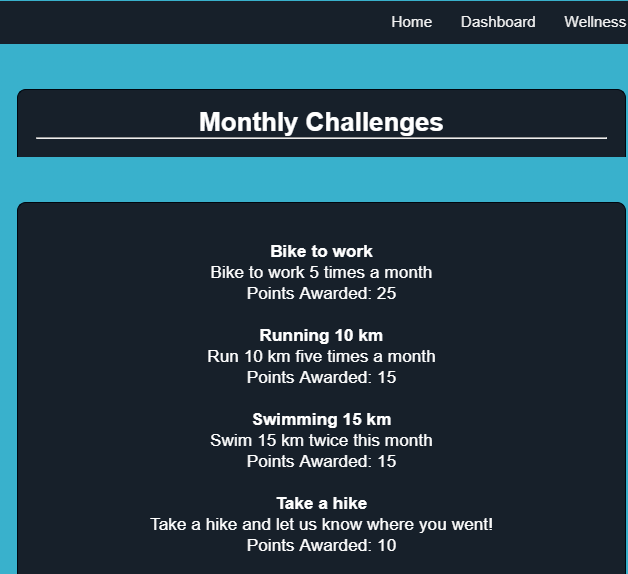 Home Dashboard Wellness
Monthly Challenges
Bike to work
Bike to work 5 times a month
Points Awarded: 25
Running 10 km
Run 10 km five times a month
Points Awarded: 15
Swimming 15 km
Swim 15 km twice this month
Points Awarded: 15
Take a hike
Take a hike and let us know where you went!
Points Awarded: 10